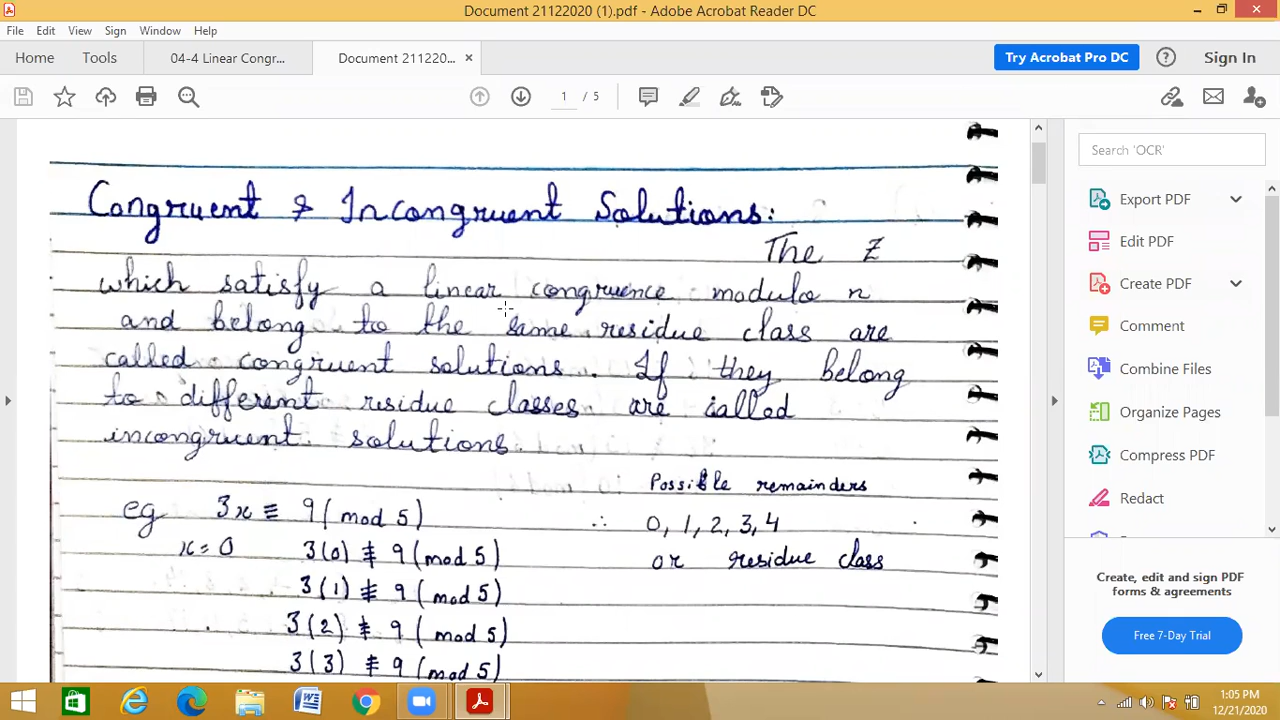 Document 21122020 (1).pdf - Adobe Acrobat Reader DC
File Edit View Sign Window Help
Home Tools 04-4 Linear Congr... Document 211220... × Try Acrobat Pro DC Sign In
1 / 5
Congruent & Incongruent Solutions:
The Z
which satisfy a linear congruence modulo n
and belong to the same residue class are
called congruent solutions. If they belong
to different residue classes are called
incongruent solutions.
Possible remainders
eg 3x ≡ 9 (mod 5) ∴ 0, 1, 2, 3, 4
x = 0 3(0) ≢ 9 (mod 5) or residue class
3(1) ≢ 9 (mod 5)
3(2) ≢ 9 (mod 5)
3(3) ≢ 9 (mod 5)
Search 'OCR'
Export PDF
Edit PDF
Create PDF
Comment
Combine Files
Organize Pages
Compress PDF
Redact
Create, edit and sign PDF
forms & agreements
Free 7-Day Trial
1:05 PM
12/21/2020